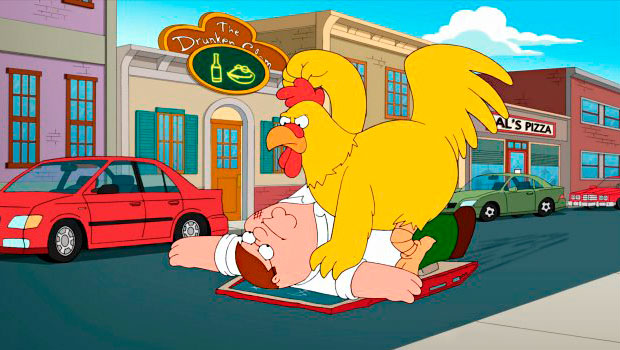 The
Drunken Clam
AL'S PIZZA